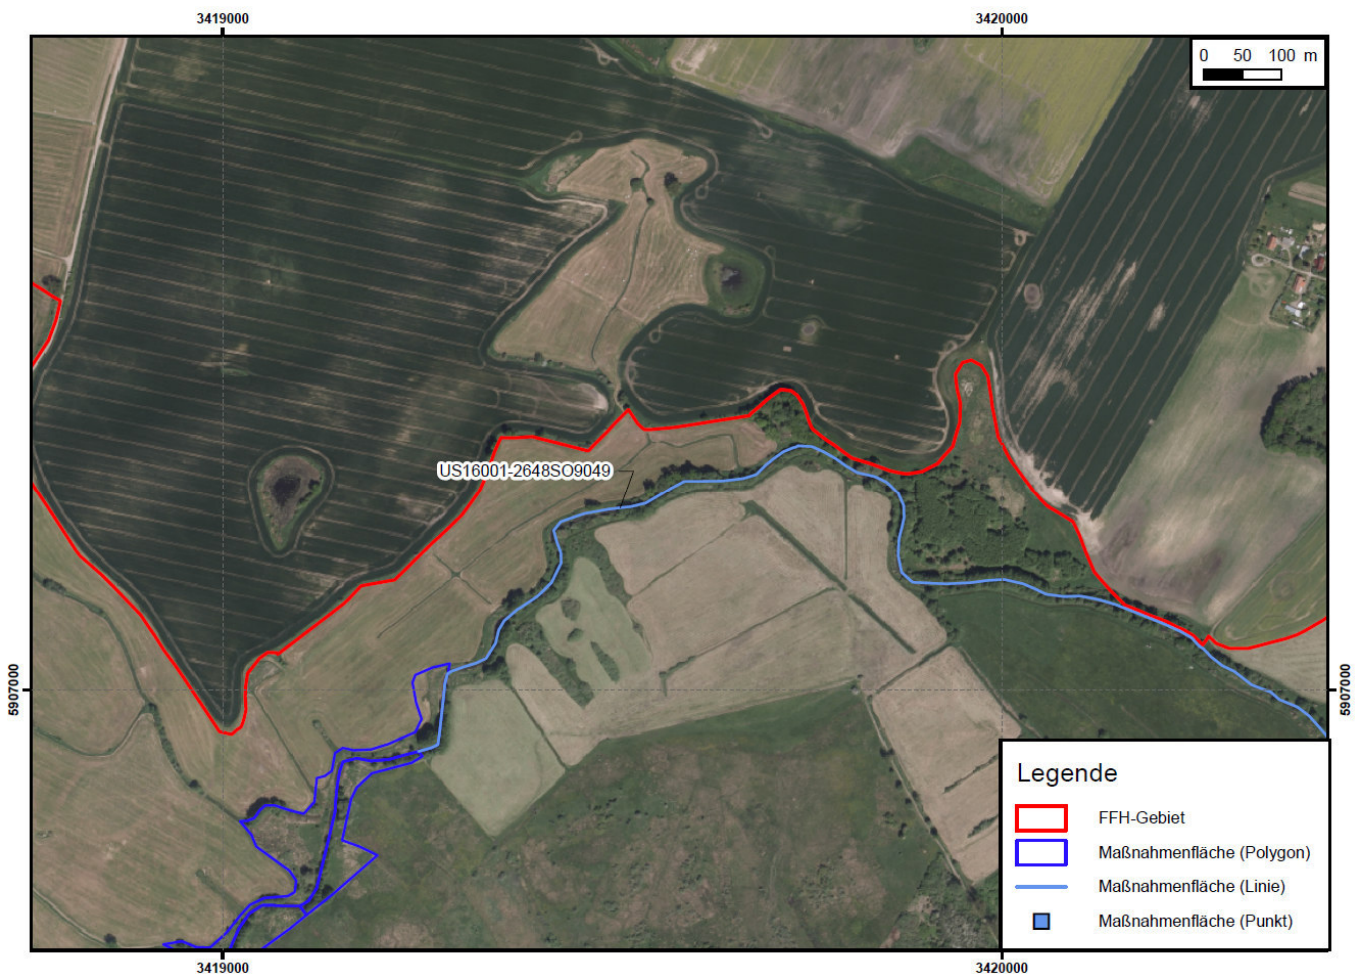 3419000
3420000
0 50 100 m
US16001-2648SO9049
5907000
5907000
Legende
FFH-Gebiet
Maßnahmenfläche (Polygon)
Maßnahmenfläche (Linie)
Maßnahmenfläche (Punkt)
3419000
3420000